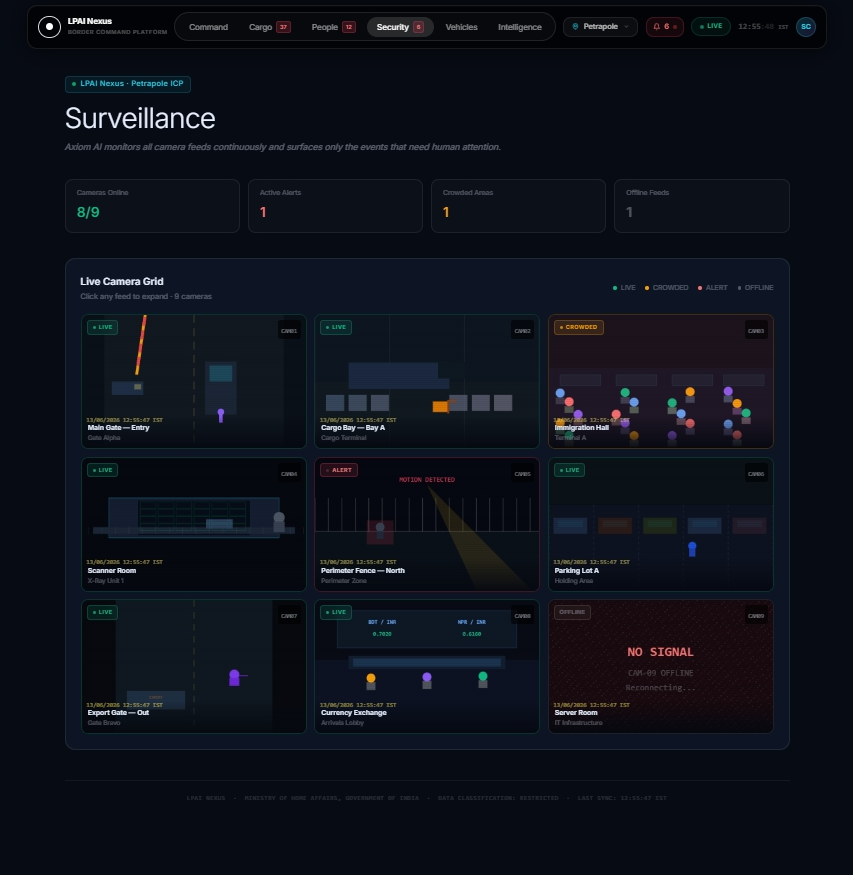 LPAI Nexus
BORDER COMMAND PLATFORM
Command
Cargo 37
People 12
Security 6
Vehicles
Intelligence
Petrapole
6
LIVE
12:55:48 IST
SC
LPAI Nexus · Petrapole ICP
Surveillance
Axiom AI monitors all camera feeds continuously and surfaces only the events that need human attention.
Cameras Online
8/9
Active Alerts
1
Crowded Areas
1
Offline Feeds
1
Live Camera Grid
Click any feed to expand · 9 cameras
LIVE
CROWDED
ALERT
OFFLINE
LIVE
CAM01
13/06/2026 12:55:47 IST
Main Gate — Entry
Gate Alpha
LIVE
CAM02
13/06/2026 12:55:47 IST
Cargo Bay — Bay A
Cargo Terminal
CROWDED
CAM03
13/06/2026 12:55:47 IST
Immigration Hall
Terminal A
LIVE
CAM04
13/06/2026 12:55:47 IST
Scanner Room
X-Ray Unit 1
ALERT
MOTION DETECTED
CAM05
13/06/2026 12:55:47 IST
Perimeter Fence — North
Perimeter Zone
LIVE
CAM06
13/06/2026 12:55:47 IST
Parking Lot A
Holding Area
LIVE
CAM07
13/06/2026 12:55:47 IST
Export Gate — Out
Gate Bravo
LIVE
CAM08
BDT / INR
0.7020
NPR / INR
0.6160
13/06/2026 12:55:47 IST
Currency Exchange
Arrivals Lobby
OFFLINE
CAM09
NO SIGNAL
CAM-09 OFFLINE
Reconnecting...
13/06/2026 12:55:47 IST
Server Room
IT Infrastructure
LPAI NEXUS · MINISTRY OF HOME AFFAIRS, GOVERNMENT OF INDIA · DATA CLASSIFICATION: RESTRICTED · LAST SYNC: 12:55:47 IST